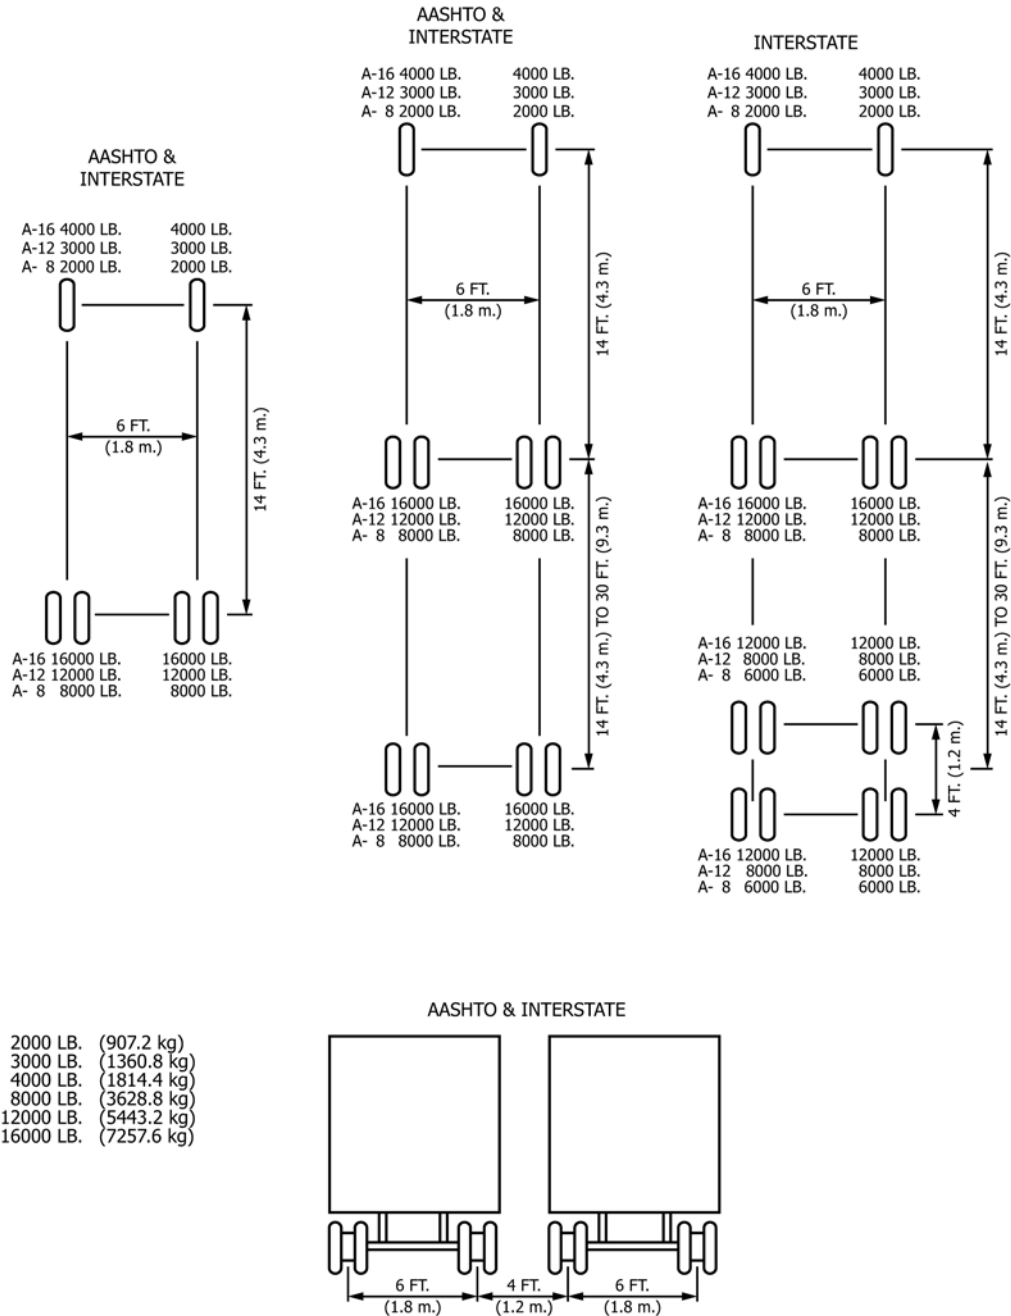 AASHTO &
INTERSTATE
A-16 4000 LB. 4000 LB.
A-12 3000 LB. 3000 LB.
A- 8 2000 LB. 2000 LB.
6 FT.
(1.8 m.)
14 FT. (4.3 m.)
A-16 16000 LB. 16000 LB.
A-12 12000 LB. 12000 LB.
A- 8 8000 LB. 8000 LB.
AASHTO &
INTERSTATE
A-16 4000 LB. 4000 LB.
A-12 3000 LB. 3000 LB.
A- 8 2000 LB. 2000 LB.
6 FT.
(1.8 m.)
14 FT. (4.3 m.)
A-16 16000 LB. 16000 LB.
A-12 12000 LB. 12000 LB.
A- 8 8000 LB. 8000 LB.
14 FT. (4.3 m.) TO 30 FT. (9.3 m.)
A-16 16000 LB. 16000 LB.
A-12 12000 LB. 12000 LB.
A- 8 8000 LB. 8000 LB.
INTERSTATE
A-16 4000 LB. 4000 LB.
A-12 3000 LB. 3000 LB.
A- 8 2000 LB. 2000 LB.
6 FT.
(1.8 m.)
14 FT. (4.3 m.)
A-16 16000 LB. 16000 LB.
A-12 12000 LB. 12000 LB.
A- 8 8000 LB. 8000 LB.
14 FT. (4.3 m.) TO 30 FT. (9.3 m.)
A-16 12000 LB. 12000 LB.
A-12 8000 LB. 8000 LB.
A- 8 6000 LB. 6000 LB.
4 FT. (1.2 m.)
A-16 12000 LB. 12000 LB.
A-12 8000 LB. 8000 LB.
A- 8 6000 LB. 6000 LB.
2000 LB. (907.2 kg)
3000 LB. (1360.8 kg)
4000 LB. (1814.4 kg)
8000 LB. (3628.8 kg)
12000 LB. (5443.2 kg)
16000 LB. (7257.6 kg)
AASHTO & INTERSTATE
6 FT. 4 FT. 6 FT.
(1.8 m.) (1.2 m.) (1.8 m.)